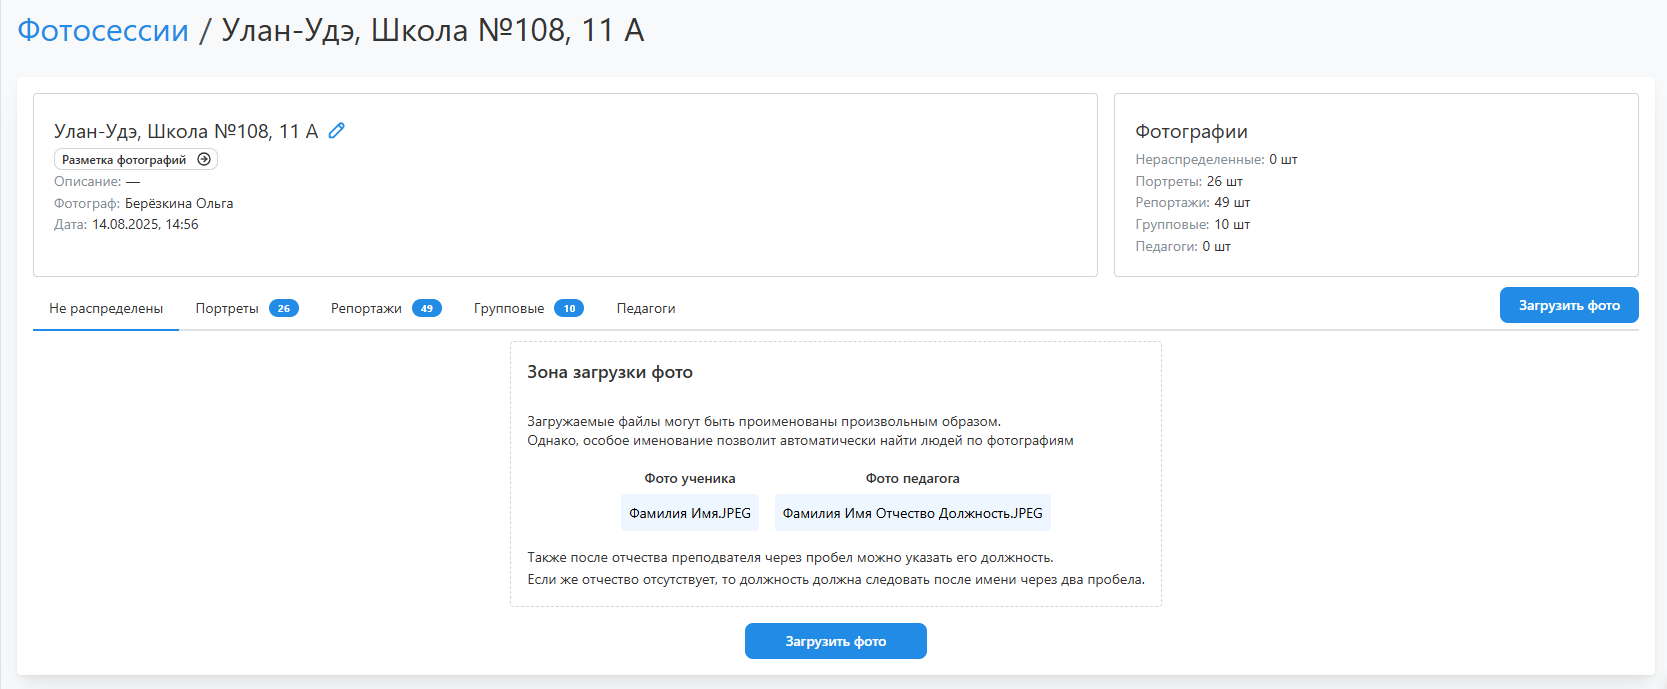 Фотосессии / Улан-Удэ, Школа №108, 11 А
Улан-Удэ, Школа №108, 11 А
Разметка фотографий
Описание: —
Фотограф: Берёзкина Ольга
Дата: 14.08.2025, 14:56
Фотографии
Нераспределенные: 0 шт
Портреты: 26 шт
Репортажи: 49 шт
Групповые: 10 шт
Педагоги: 0 шт
Не распределены Портреты 26 Репортажи 49 Групповые 10 Педагоги Загрузить фото
Зона загрузки фото
Загружаемые файлы могут быть проименованы произвольным образом.
Однако, особое именование позволит автоматически найти людей по фотографиям
Фото ученика Фото педагога
Фамилия Имя.JPEG Фамилия Имя Отчество Должность.JPEG
Также после отчества преподвателя через пробел можно указать его должность.
Если же отчество отсутствует, то должность должна следовать после имени через два пробела.
Загрузить фото